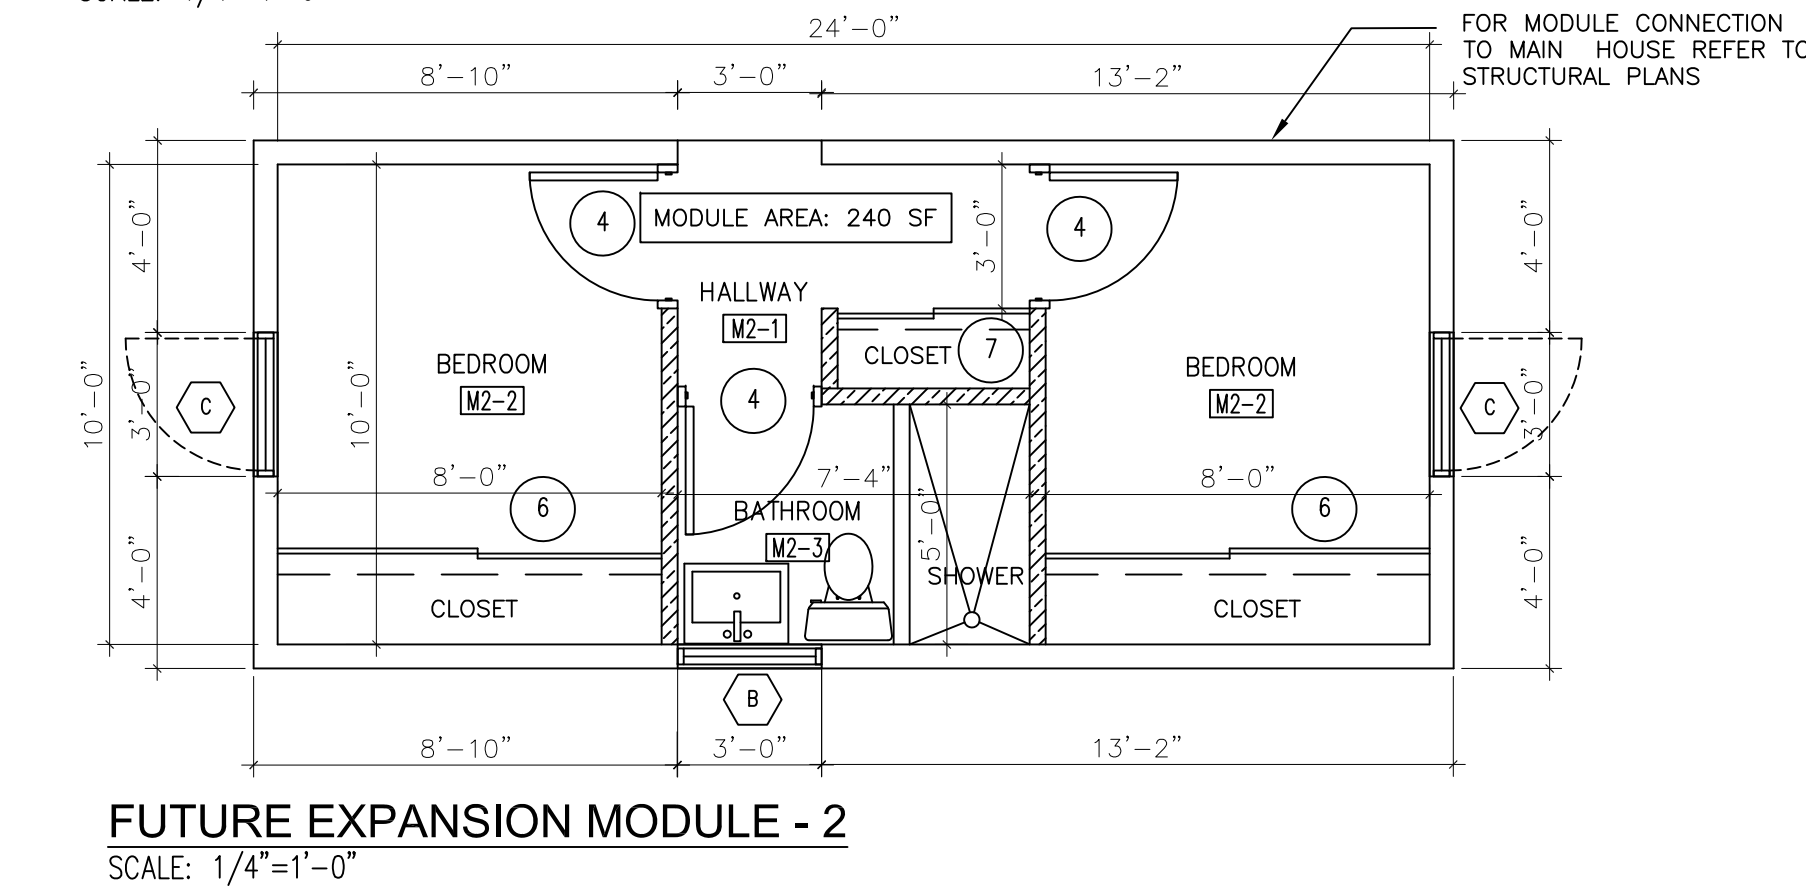 24'-0"
FOR MODULE CONNECTION
TO MAIN HOUSE REFER TO
STRUCTURAL PLANS
8'-10"
3'-0"
13'-2"
4'-0"
4
MODULE AREA: 240 SF
4
3'-0"
4'-0"
HALLWAY
M2-1
CLOSET
7
BEDROOM
M2-2
BEDROOM
M2-2
10'-0"
3'-0"
C
10'-0"
4
C
3'-0"
8'-0"
6
7'-4"
8'-0"
6
BATHROOM
M2-3
5'-0"
SHOWER
4'-0"
CLOSET
CLOSET
4'-0"
B
8'-10"
3'-0"
13'-2"
FUTURE EXPANSION MODULE - 2
SCALE: 1/4"=1'-0"